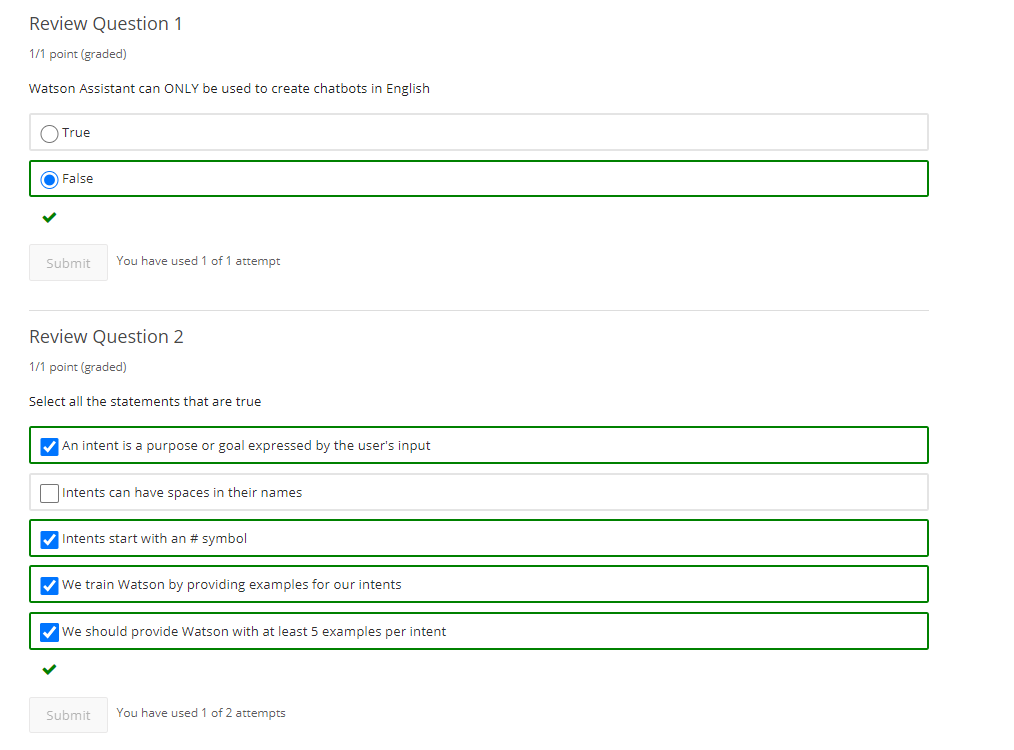 Review Question 1
1/1 point (graded)
Watson Assistant can ONLY be used to create chatbots in English
True
False
Submit You have used 1 of 1 attempt
Review Question 2
1/1 point (graded)
Select all the statements that are true
An intent is a purpose or goal expressed by the user's input
Intents can have spaces in their names
Intents start with an # symbol
We train Watson by providing examples for our intents
We should provide Watson with at least 5 examples per intent
Submit You have used 1 of 2 attempts